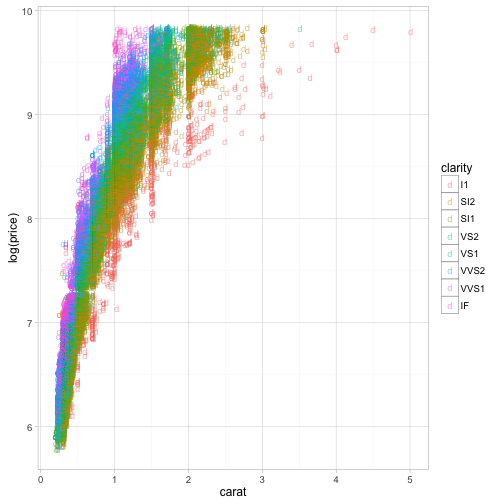 10
9
8
7
6
log(price)
0 1 2 3 4 5
carat
clarity
d I1
d SI2
d SI1
d VS2
d VS1
d VVS2
d VVS1
d IF